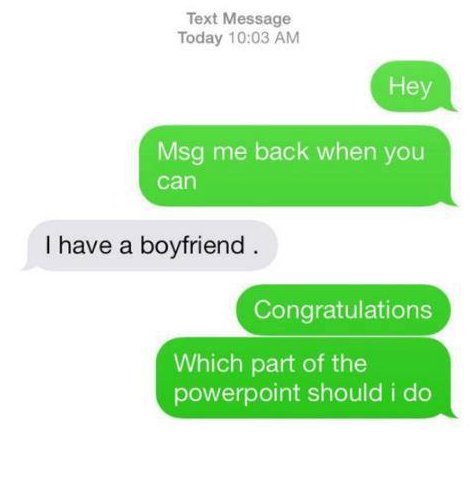 Text Message
Today 10:03 AM
Hey
Msg me back when you
can
I have a boyfriend .
Congratulations
Which part of the
powerpoint should i do